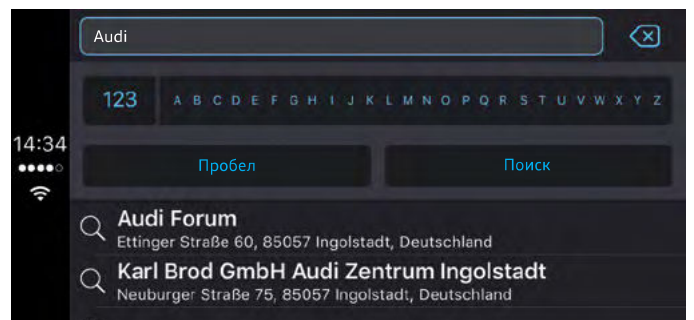 Audi
123 A B C D E F G H I J K L M N O P Q R S T U V W X Y Z
14:34
Пробел Поиск
Audi Forum
Ettinger Straße 60, 85057 Ingolstadt, Deutschland
Karl Brod GmbH Audi Zentrum Ingolstadt
Neuburger Straße 75, 85057 Ingolstadt, Deutschland